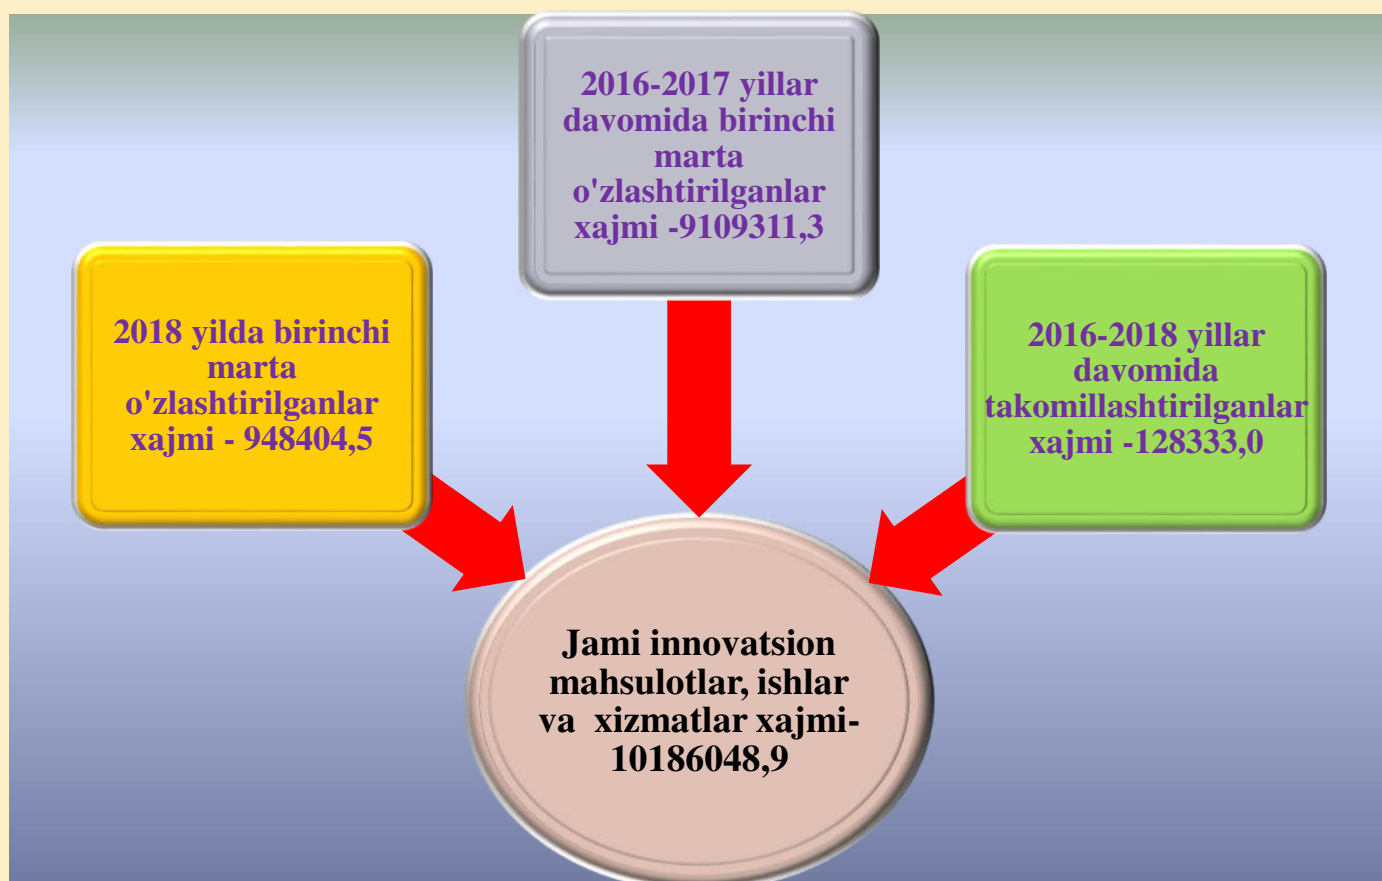 2016-2017 yillar
davomida birinchi
marta
o'zlashtirilganlar
xajmi -9109311,3
2018 yilda birinchi
marta
o'zlashtirilganlar
xajmi - 948404,5
2016-2018 yillar
davomida
takomillashtirilganlar
xajmi -128333,0
Jami innovatsion
mahsulotlar, ishlar
va xizmatlar xajmi-
10186048,9